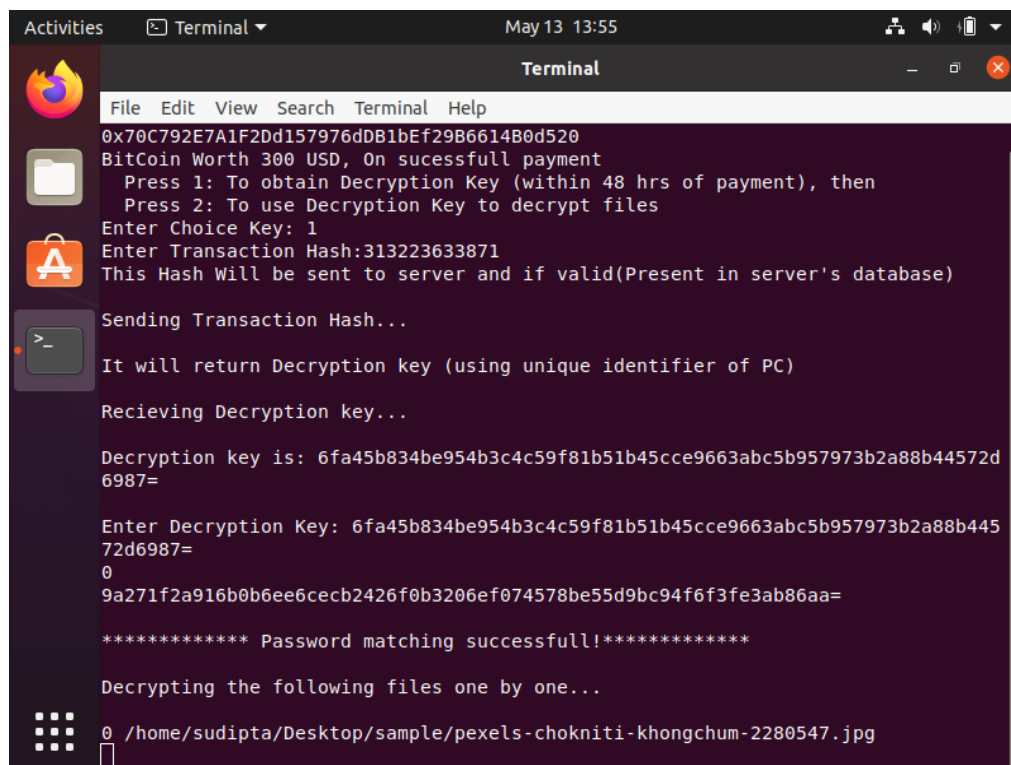 Activities Terminal May 13 13:55
Terminal
File Edit View Search Terminal Help
0x70C792E7A1F2Dd157976dDB1bEf29B6614B0d520
BitCoin Worth 300 USD, On sucessfull payment
Press 1: To obtain Decryption Key (within 48 hrs of payment), then
Press 2: To use Decryption Key to decrypt files
Enter Choice Key: 1
Enter Transaction Hash:313223633871
This Hash Will be sent to server and if valid(Present in server's database)
Sending Transaction Hash...
It will return Decryption key (using unique identifier of PC)
Recieving Decryption key...
Decryption key is: 6fa45b834be954b3c4c59f81b51b45cce9663abc5b957973b2a88b44572d
6987=
Enter Decryption Key: 6fa45b834be954b3c4c59f81b51b45cce9663abc5b957973b2a88b445
72d6987=
0
9a271f2a916b0b6ee6cecb2426f0b3206ef074578be55d9bc94f6f3fe3ab86aa=
************* Password matching successfull!*************
Decrypting the following files one by one...
0 /home/sudipta/Desktop/sample/pexels-chokniti-khongchum-2280547.jpg